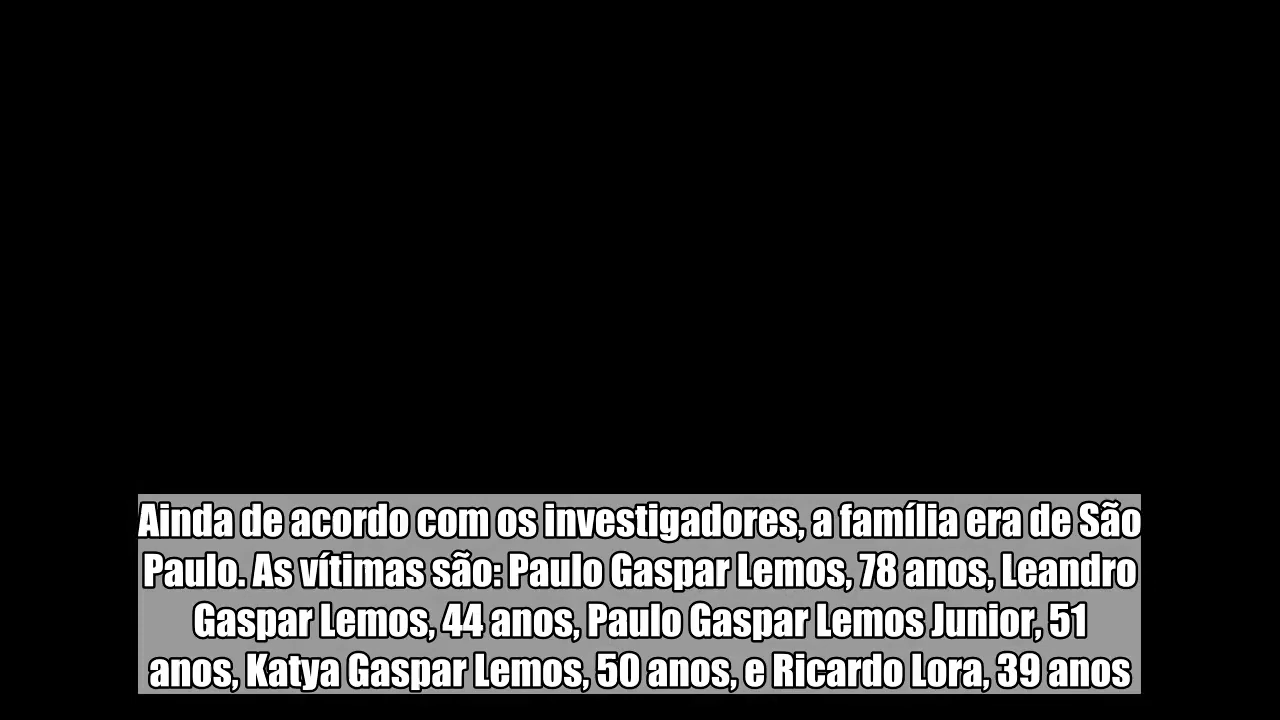 Ainda de acordo com os investigadores, a família era de São
Paulo. As vítimas são: Paulo Gaspar Lemos, 78 anos, Leandro
Gaspar Lemos, 44 anos, Paulo Gaspar Lemos Junior, 51
anos, Katya Gaspar Lemos, 50 anos, e Ricardo Lora, 39 anos